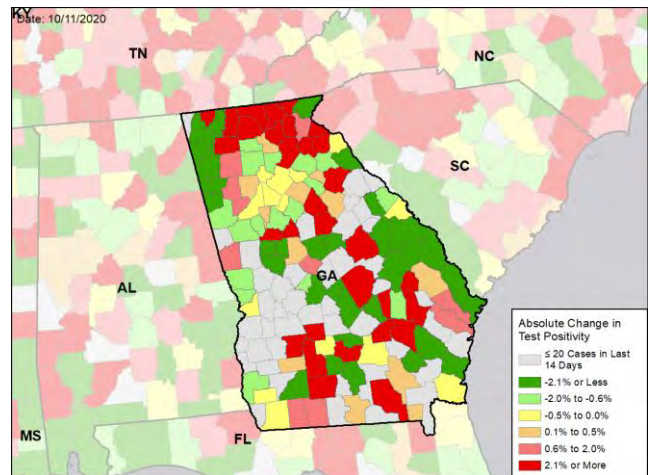 KY
Date: 10/11/2020
TN
NC
SC
AL
GA
MS
FL
Absolute Change in
Test Positivity
≤ 20 Cases in Last
14 Days
-2.1% or Less
-2.0% to -0.6%
-0.5% to 0.0%
0.1% to 0.5%
0.6% to 2.0%
2.1% or More